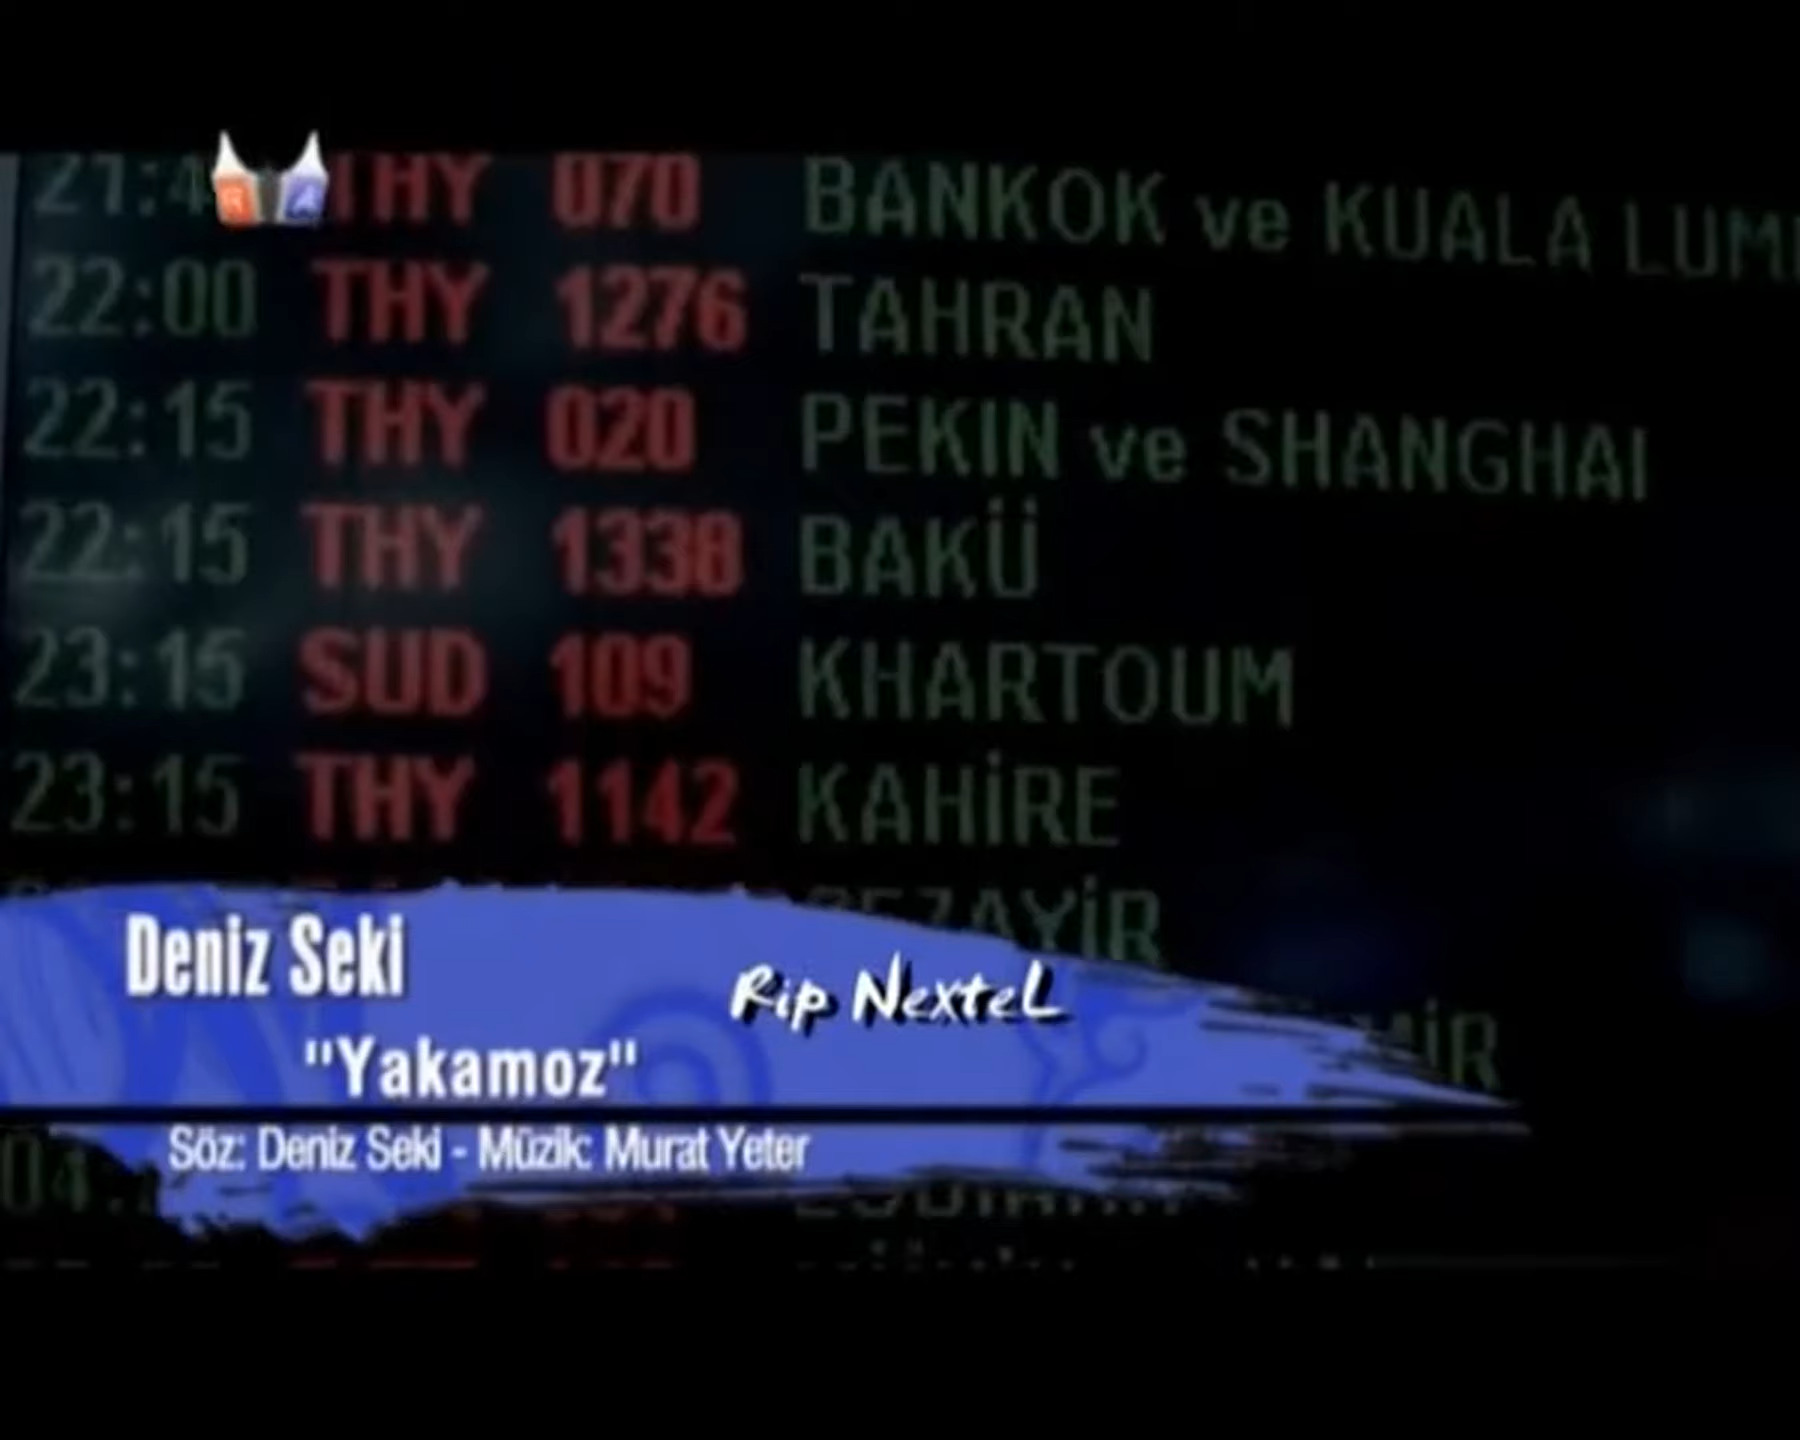 THY 070 BANKOK ve KUALA
22:00 THY 1276 TAHRAN
22:15 THY 020 PEKIN ve SHANGHAI
22:15 THY 1338 BAKÜ
23:15 SUD 109 KHARTOUM
23:15 THY 1142 KAHİRE
Deniz Seki
Rip NexteL
"Yakamoz"
Söz: Deniz Seki - Müzik: Murat Yeter